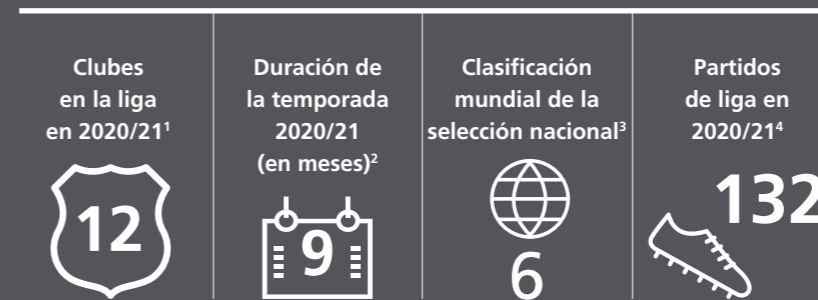 Clubes
en la liga
en 2020/21¹
12
Duración de
la temporada
2020/21
(en meses)²
9
Clasificación
mundial de la
selección nacional³
6
Partidos
de liga en
2020/21⁴
132